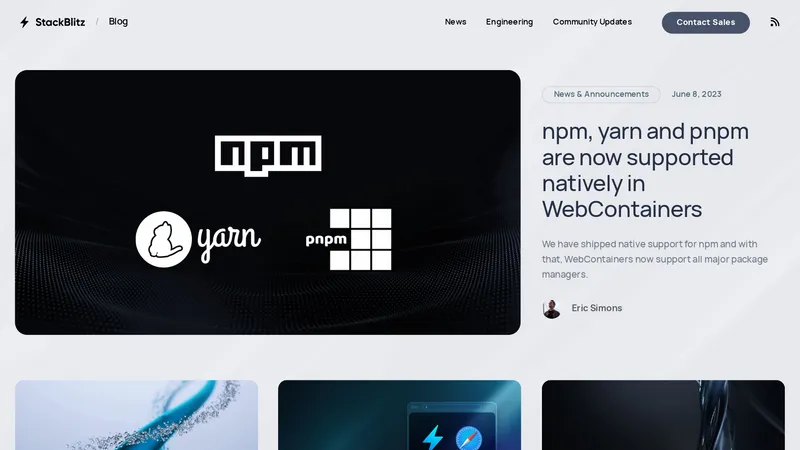 StackBlitz / Blog
News
Engineering
Community Updates
Contact Sales
npm
yarn
pnpm
News & Announcements
June 8, 2023
npm, yarn and pnpm
are now supported
natively in
WebContainers
We have shipped native support for npm and with
that, WebContainers now support all major package
managers.
Eric Simons